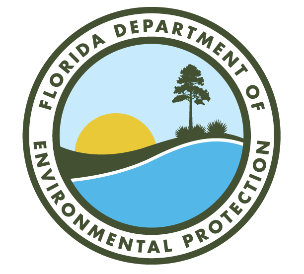 FLORIDA DEPARTMENT OF
ENVIRONMENTAL PROTECTION